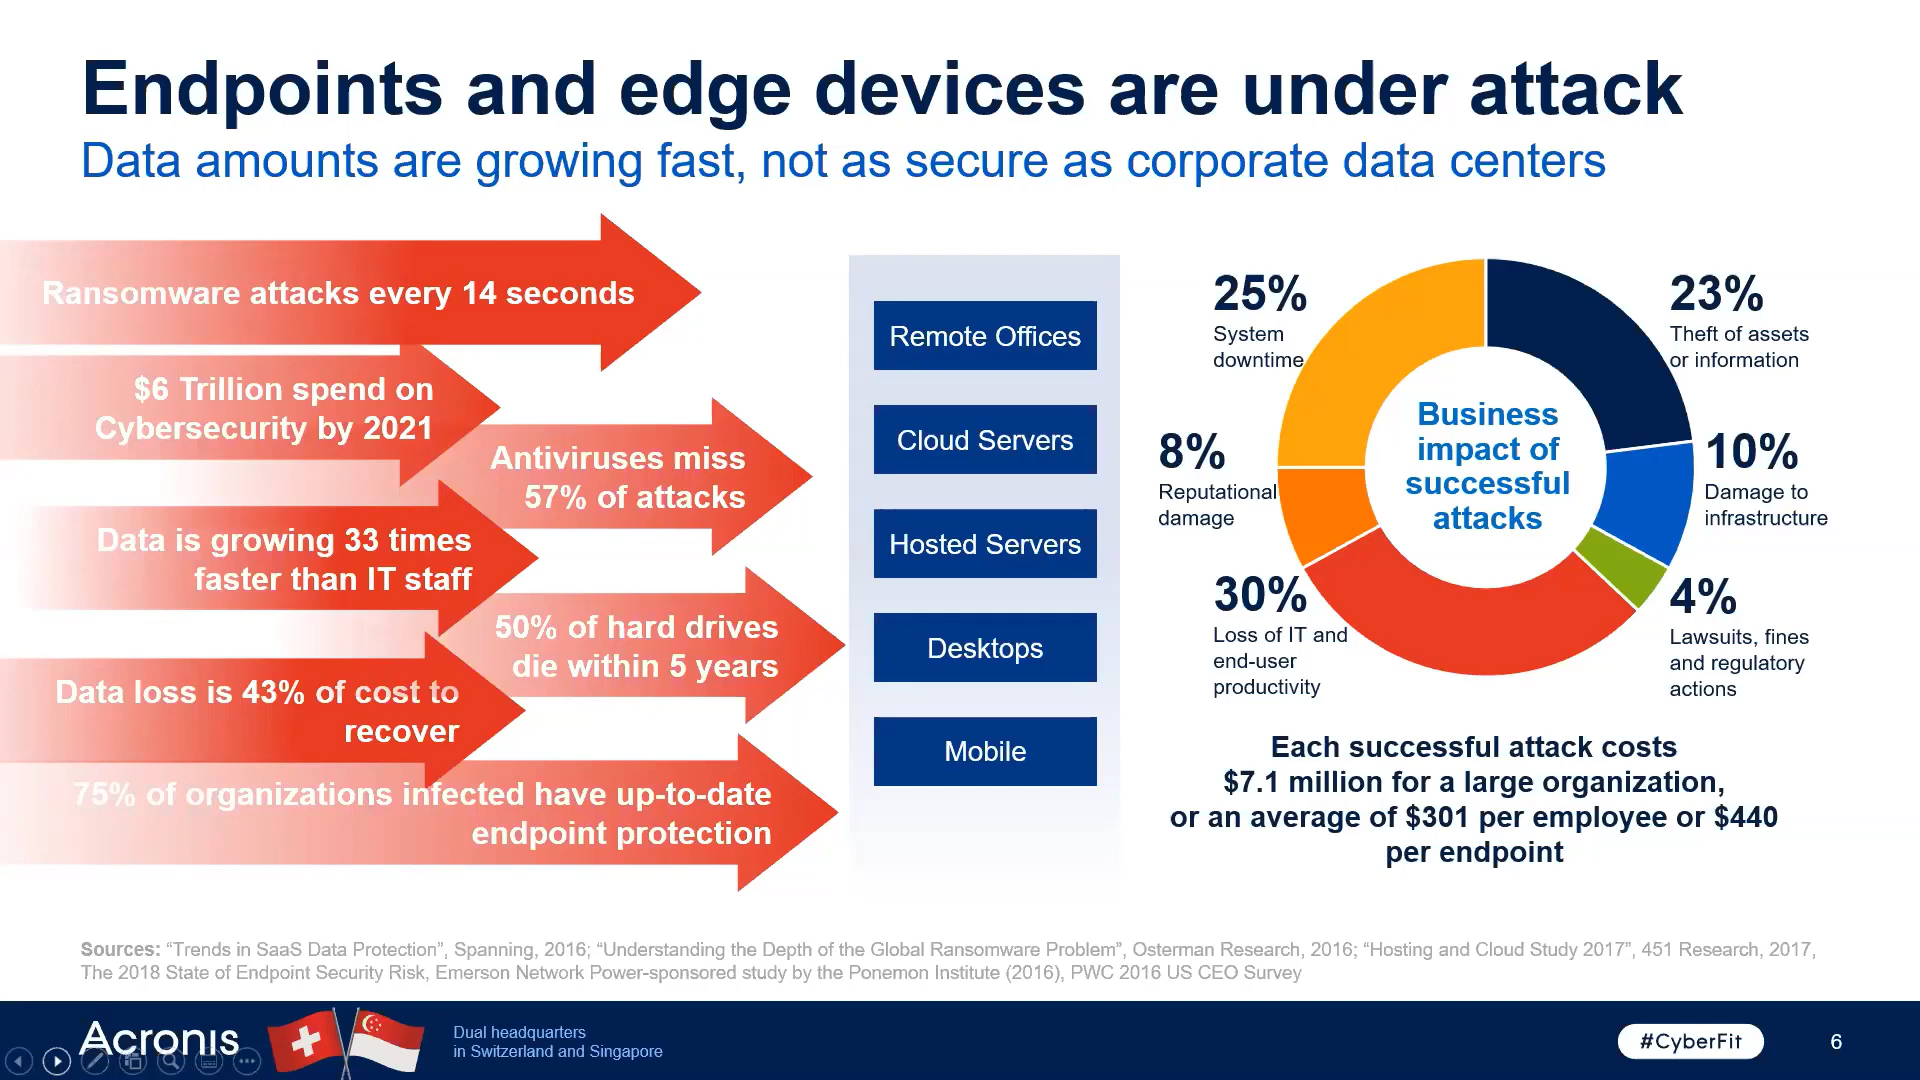 Endpoints and edge devices are under attack
Data amounts are growing fast, not as secure as corporate data centers
Ransomware attacks every 14 seconds
$6 Trillion spend on
Cybersecurity by 2021
Antiviruses miss
57% of attacks
Data is growing 33 times
faster than IT staff
50% of hard drives
die within 5 years
Data loss is 43% of cost to
recover
75% of organizations infected have up-to-date
endpoint protection
Remote Offices
Cloud Servers
Hosted Servers
Desktops
Mobile
25%
System
downtime
8%
Reputational
damage
30%
Loss of IT and
end-user
productivity
Business
impact of
successful
attacks
23%
Theft of assets
or information
10%
Damage to
infrastructure
4%
Lawsuits, fines
and regulatory
actions
Each successful attack costs
$7.1 million for a large organization,
or an average of $301 per employee or $440
per endpoint
Sources: “Trends in SaaS Data Protection”, Spanning, 2016; “Understanding the Depth of the Global Ransomware Problem”, Osterman Research, 2016; “Hosting and Cloud Study 2017”, 451 Research, 2017,
The 2018 State of Endpoint Security Risk, Emerson Network Power-sponsored study by the Ponemon Institute (2016), PWC 2016 US CEO Survey
Acronis
Dual headquarters
in Switzerland and Singapore
#CyberFit
6